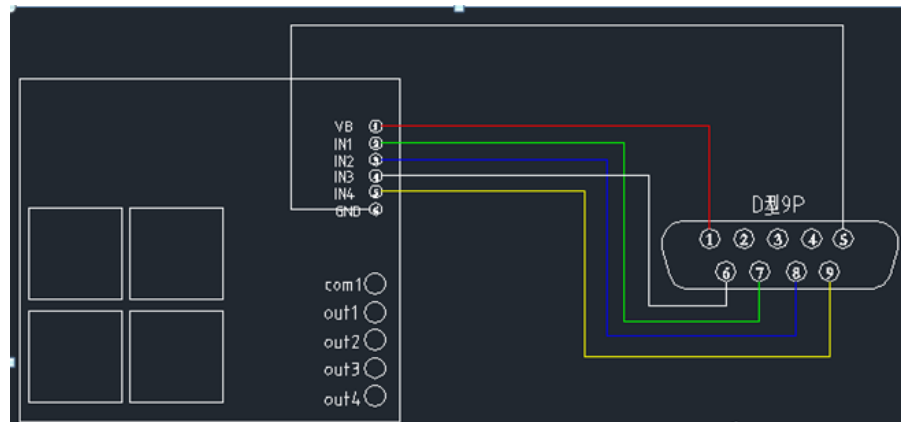 VB 1
IN1 2
IN2 3
IN3 4
IN4 5
GND 6
D型9P
1 2 3 4 5
6 7 8 9
com1
out1
out2
out3
out4